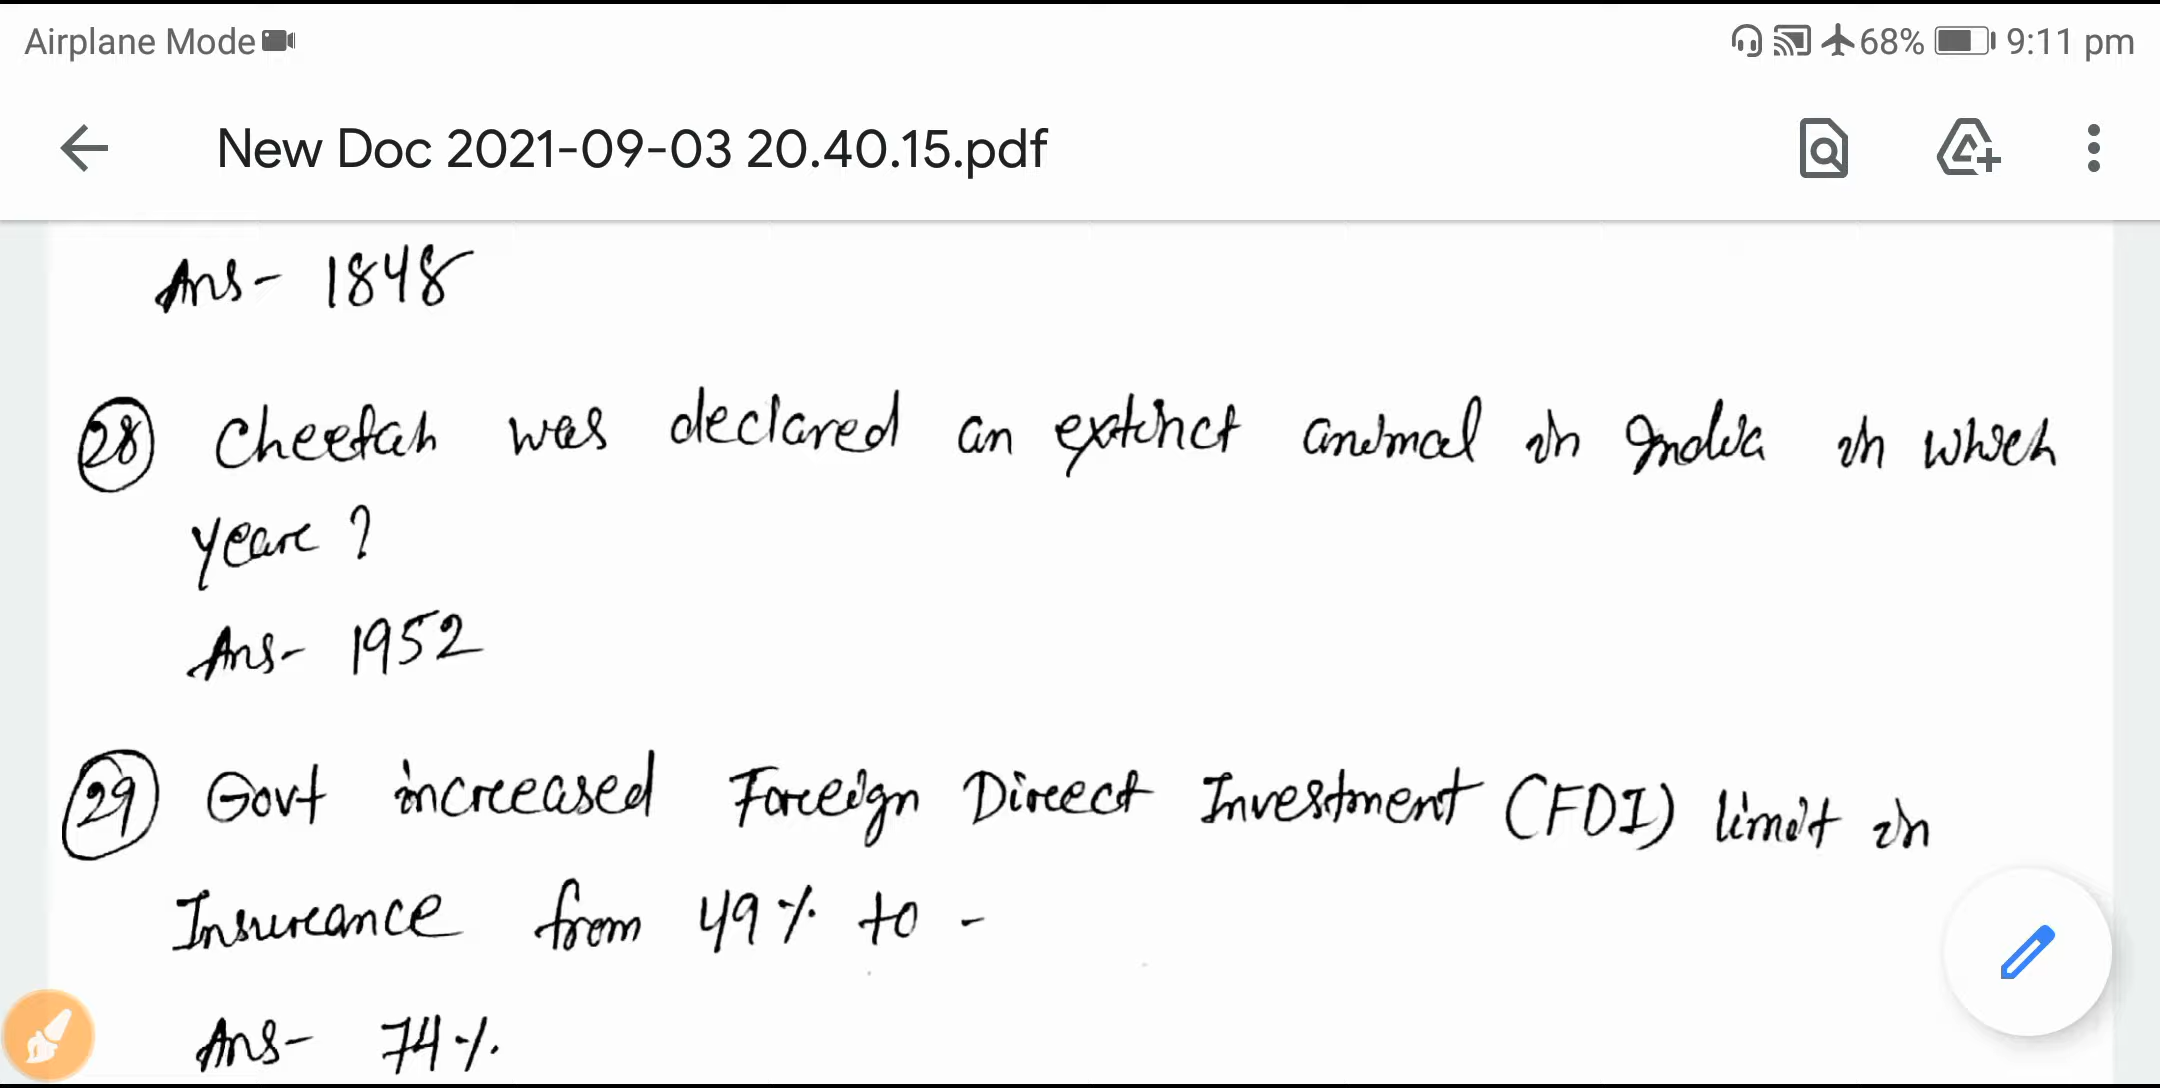 Airplane Mode
68% 9:11 pm
New Doc 2021-09-03 20.40.15.pdf
Ans- 1848
28 Cheetah was declared an extinct animal in India in which
year ?
Ans- 1952
29 Govt increased Foreign Direct Investment (FDI) limit in
Insurance from 49% to -
Ans- 74%.